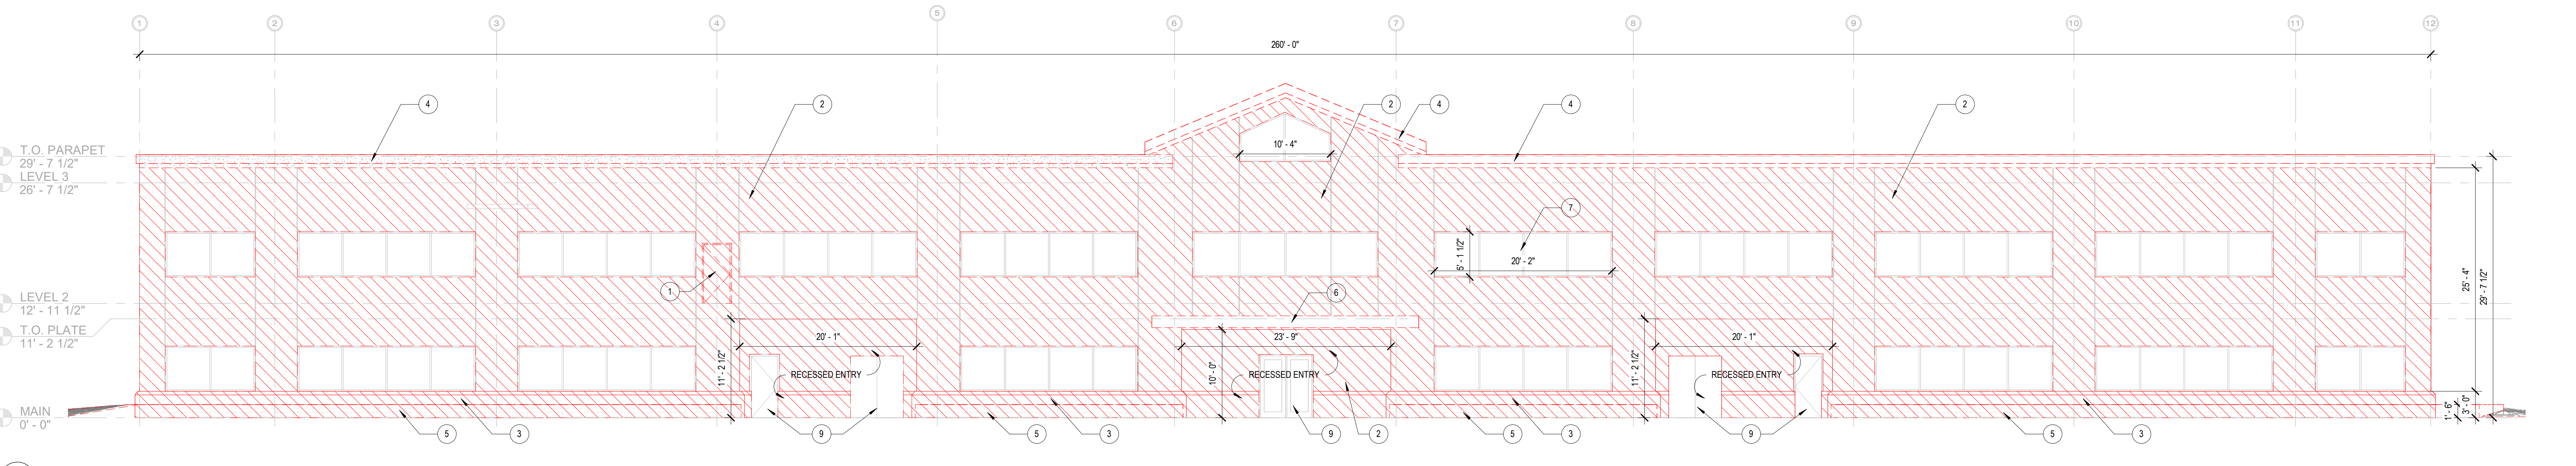 1 2 3 4 5 6 7 8 9 10 11 12
260' - 0"
4 2 2 4 4 2
T.O. PARAPET
29' - 7 1/2"
LEVEL 3
26' - 7 1/2"
10' - 4"
7
5' - 1 1/2"
20' - 2"
1
6
25' - 4"
29' - 7 1/2"
LEVEL 2
12' - 11 1/2"
T.O. PLATE
11' - 2 1/2"
11' - 2 1/2"
20' - 1"
RECESSED ENTRY
10' - 0"
23' - 9"
RECESSED ENTRY
11' - 2 1/2"
20' - 1"
RECESSED ENTRY
1' - 6"
3' - 0"
MAIN
0' - 0"
5 3 9 5 3 9 2 5 3 9 5 3